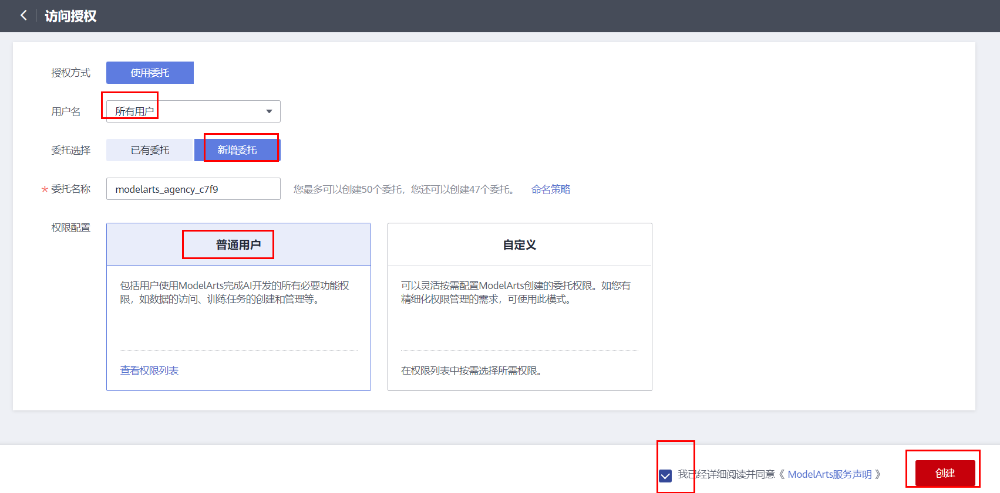 访问授权
授权方式 使用委托
用户名 所有用户
委托选择 已有委托 新增委托
* 委托名称 modelarts_agency_c7f9 您最多可以创建50个委托，您还可以创建47个委托。 命名策略
权限配置
普通用户
包括用户使用ModelArts完成AI开发的所有必要功能权
限，如数据的访问、训练任务的创建和管理等。
查看权限列表
自定义
可以灵活按需配置ModelArts创建的委托权限。如您有
精细化权限管理的需求，可使用此模式。
在权限列表中按需选择所需权限。
我已经详细阅读并同意《 ModelArts服务声明 》 创建